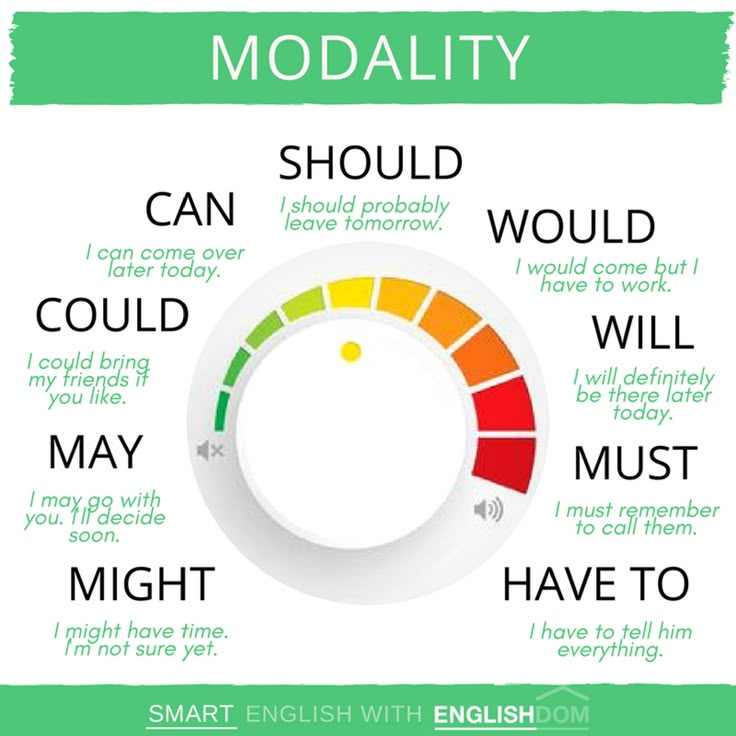 MODALITY
SHOULD
I should probably
leave tomorrow.
CAN
I can come over
later today.
WOULD
I would come but I
have to work.
COULD
I could bring
my friends if
you like.
WILL
I will definitely
be there later
today.
MAY
I may go with
you. I'll decide
soon.
MUST
I must remember
to call them.
MIGHT
I might have time.
I'm not sure yet.
HAVE TO
I have to tell him
everything.
SMART ENGLISH WITH ENGLISHDOM